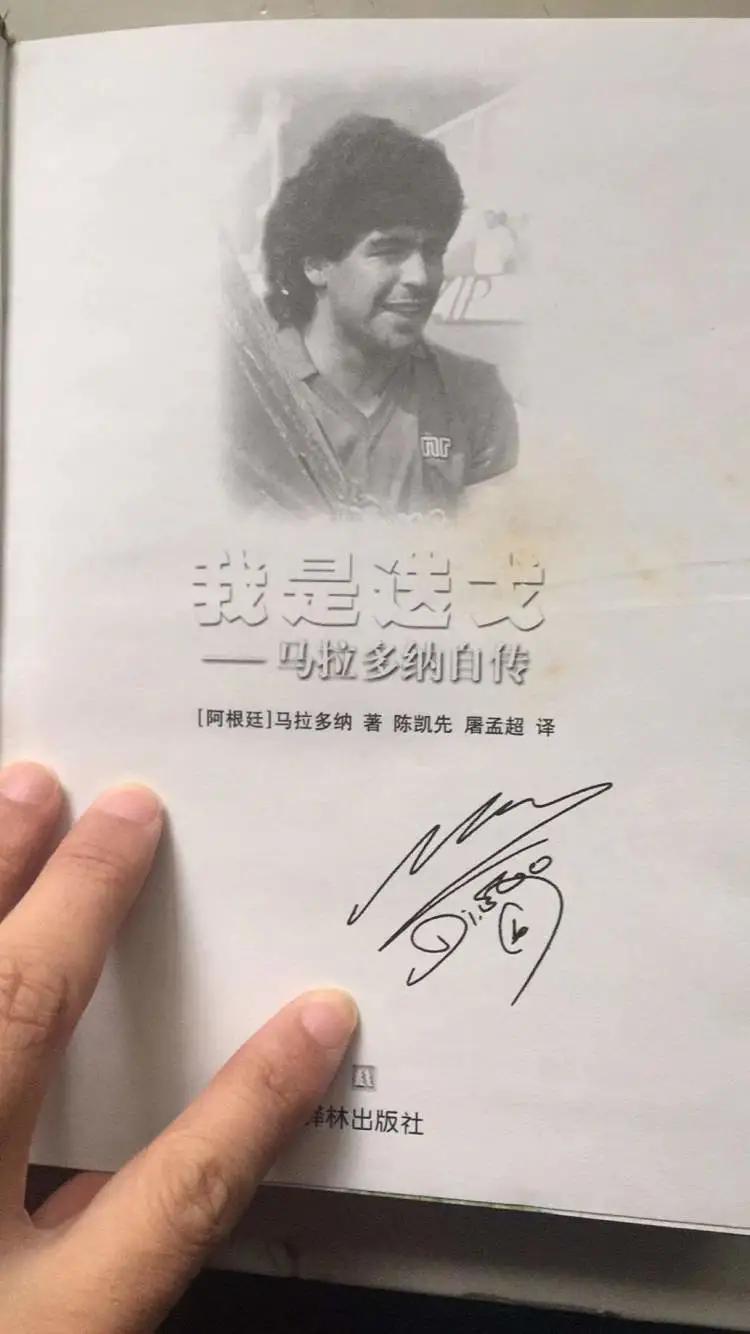 我是迭戈
——马拉多纳自传
[阿根廷]马拉多纳 著 陈凯先 屠孟超 译
译林出版社